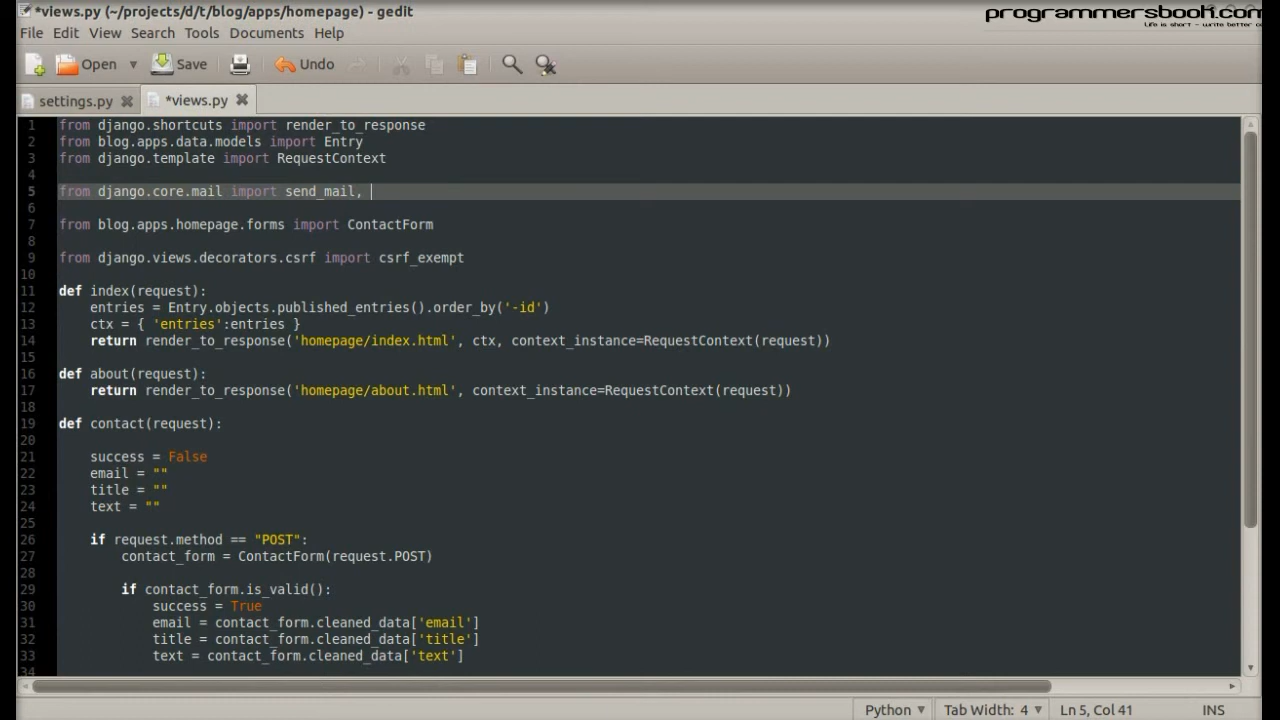 *views.py (~/projects/d/t/blog/apps/homepage) - gedit
programmersbook.com
File Edit View Search Tools Documents Help
Open Save Undo
settings.py *views.py
1 from django.shortcuts import render_to_response
2 from blog.apps.data.models import Entry
3 from django.template import RequestContext
4
5 from django.core.mail import send_mail,
6
7 from blog.apps.homepage.forms import ContactForm
8
9 from django.views.decorators.csrf import csrf_exempt
10
11 def index(request):
12     entries = Entry.objects.published_entries().order_by('-id')
13     ctx = { 'entries':entries }
14     return render_to_response('homepage/index.html', ctx, context_instance=RequestContext(request))
15
16 def about(request):
17     return render_to_response('homepage/about.html', context_instance=RequestContext(request))
18
19 def contact(request):
20
21     success = False
22     email = ""
23     title = ""
24     text = ""
25
26     if request.method == "POST":
27         contact_form = ContactForm(request.POST)
28
29         if contact_form.is_valid():
30             success = True
31             email = contact_form.cleaned_data['email']
32             title = contact_form.cleaned_data['title']
33             text = contact_form.cleaned_data['text']
34
Python Tab Width: 4 Ln 5, Col 41 INS